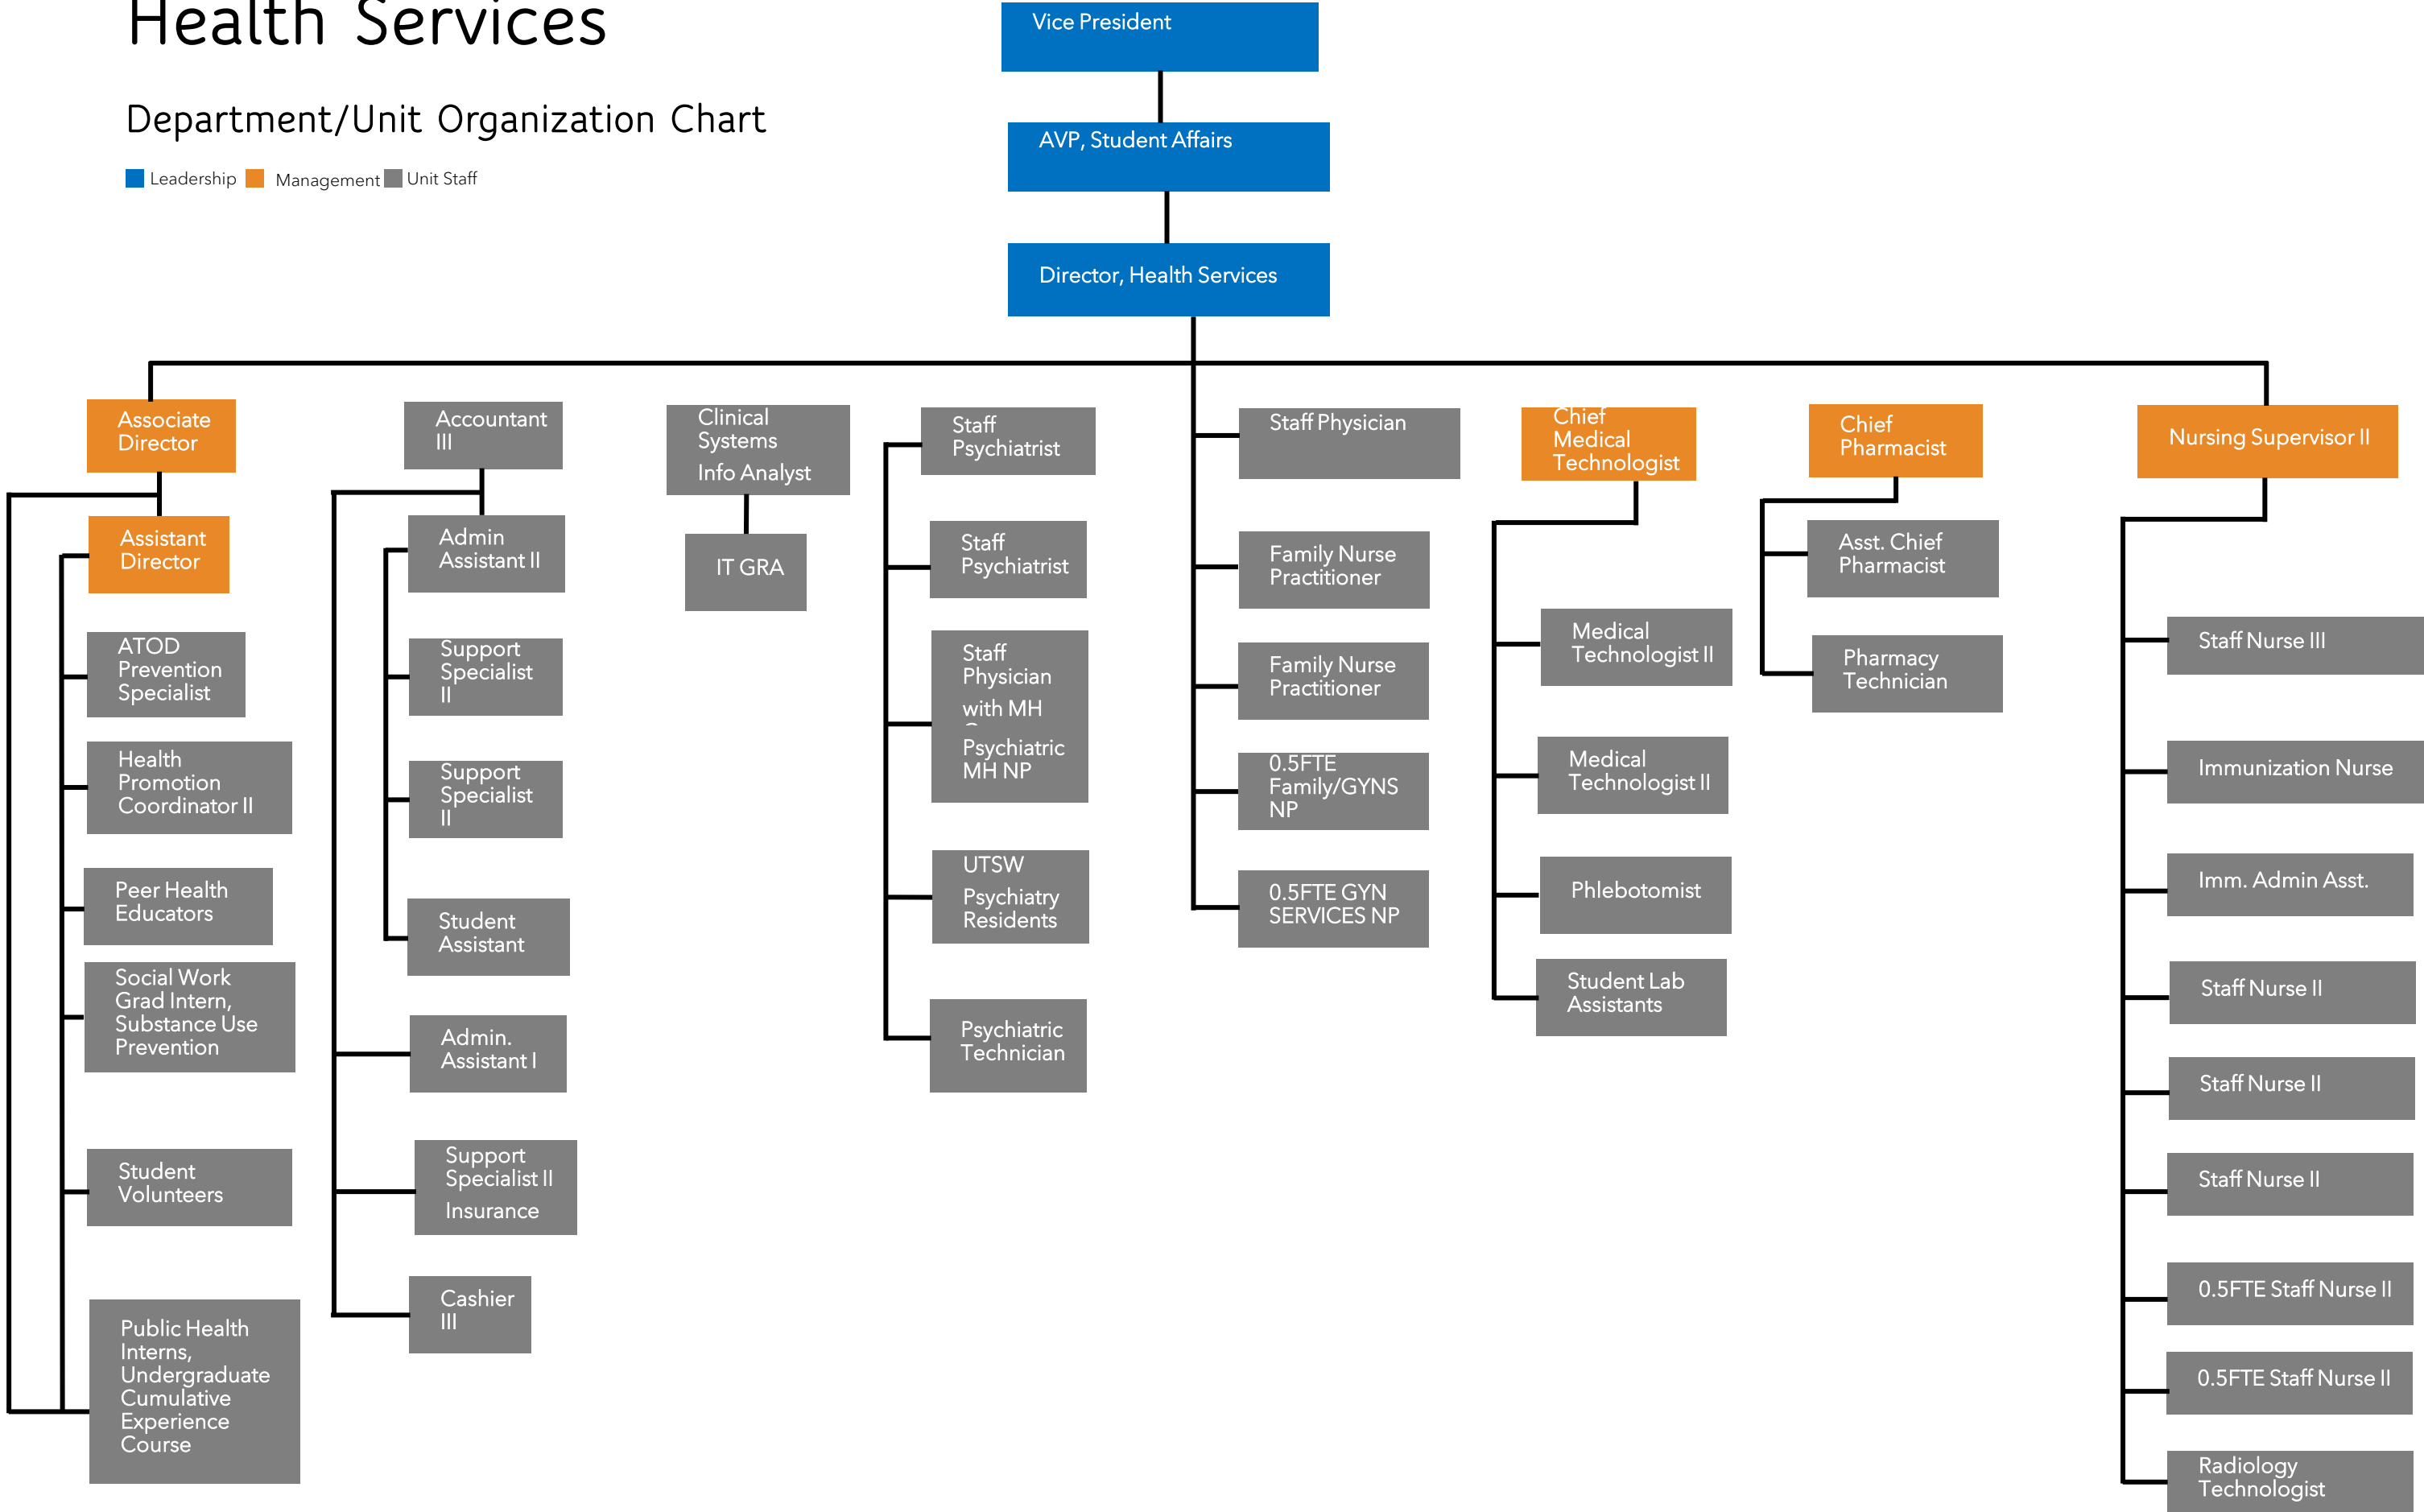 Health Services
Department/Unit Organization Chart
Leadership
Management
Unit Staff
Vice President
AVP, Student Affairs
Director, Health Services
Associate
Director
Assistant
Director
ATOD
Prevention
Specialist
Health
Promotion
Coordinator II
Peer Health
Educators
Social Work
Grad Intern,
Substance Use
Prevention
Student
Volunteers
Public Health
Interns,
Undergraduate
Cumulative
Experience
Course
Accountant
III
Admin
Assistant II
Support
Specialist
II
Support
Specialist
II
Student
Assistant
Admin.
Assistant I
Support
Specialist II
Insurance
Cashier
III
Clinical
Systems
Info Analyst
IT GRA
Staff
Psychiatrist
Staff
Psychiatrist
Staff
Physician
with MH
Psychiatric
MH NP
UTSW
Psychiatry
Residents
Psychiatric
Technician
Staff Physician
Family Nurse
Practitioner
Family Nurse
Practitioner
0.5FTE
Family/GYNS
NP
0.5FTE GYN
SERVICES NP
Chief
Medical
Technologist
Medical
Technologist II
Medical
Technologist II
Phlebotomist
Student Lab
Assistants
Chief
Pharmacist
Asst. Chief
Pharmacist
Pharmacy
Technician
Nursing Supervisor II
Staff Nurse III
Immunization Nurse
Imm. Admin Asst.
Staff Nurse II
Staff Nurse II
Staff Nurse II
0.5FTE Staff Nurse II
0.5FTE Staff Nurse II
Radiology
Technologist